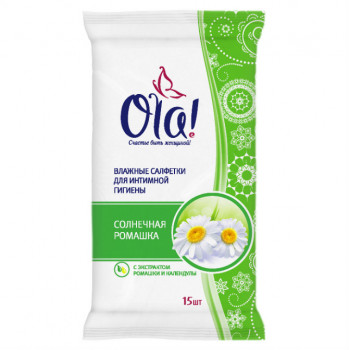 Ola!
Счастье быть женщиной!
ВЛАЖНЫЕ САЛФЕТКИ
ДЛЯ ИНТИМНОЙ
ГИГИЕНЫ
СОЛНЕЧНАЯ
РОМАШКА
С ЭКСТРАКТОМ
РОМАШКИ И КАЛЕНДУЛЫ
15шт